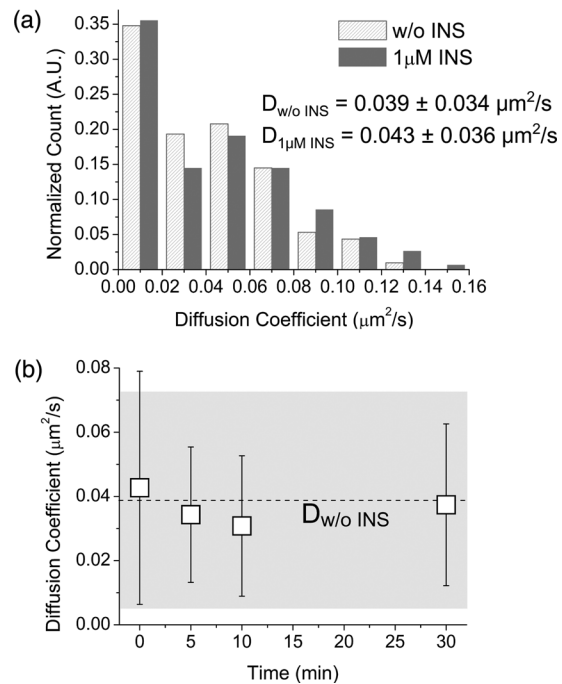 (a)
w/o INS
1μM INS
D w/o INS = 0.039 ± 0.034 μm²/s
D 1μM INS = 0.043 ± 0.036 μm²/s
Normalized Count (A.U.)
0.35
0.30
0.25
0.20
0.15
0.10
0.05
0.00
0.00 0.02 0.04 0.06 0.08 0.10 0.12 0.14 0.16
Diffusion Coefficient (μm²/s)
(b)
Diffusion Coefficient (μm²/s)
0.08
0.06
0.04
0.02
0.00
D w/o INS
0 5 10 15 20 25 30
Time (min)